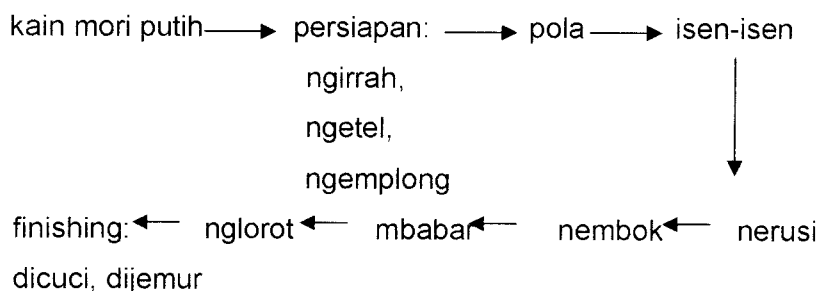 kain mori putih persiapan: pola isen-isen
ngirrah,
ngetel,
ngemplong
finishing: nglorot mbabar nembok nerusi
dicuci, dijemur